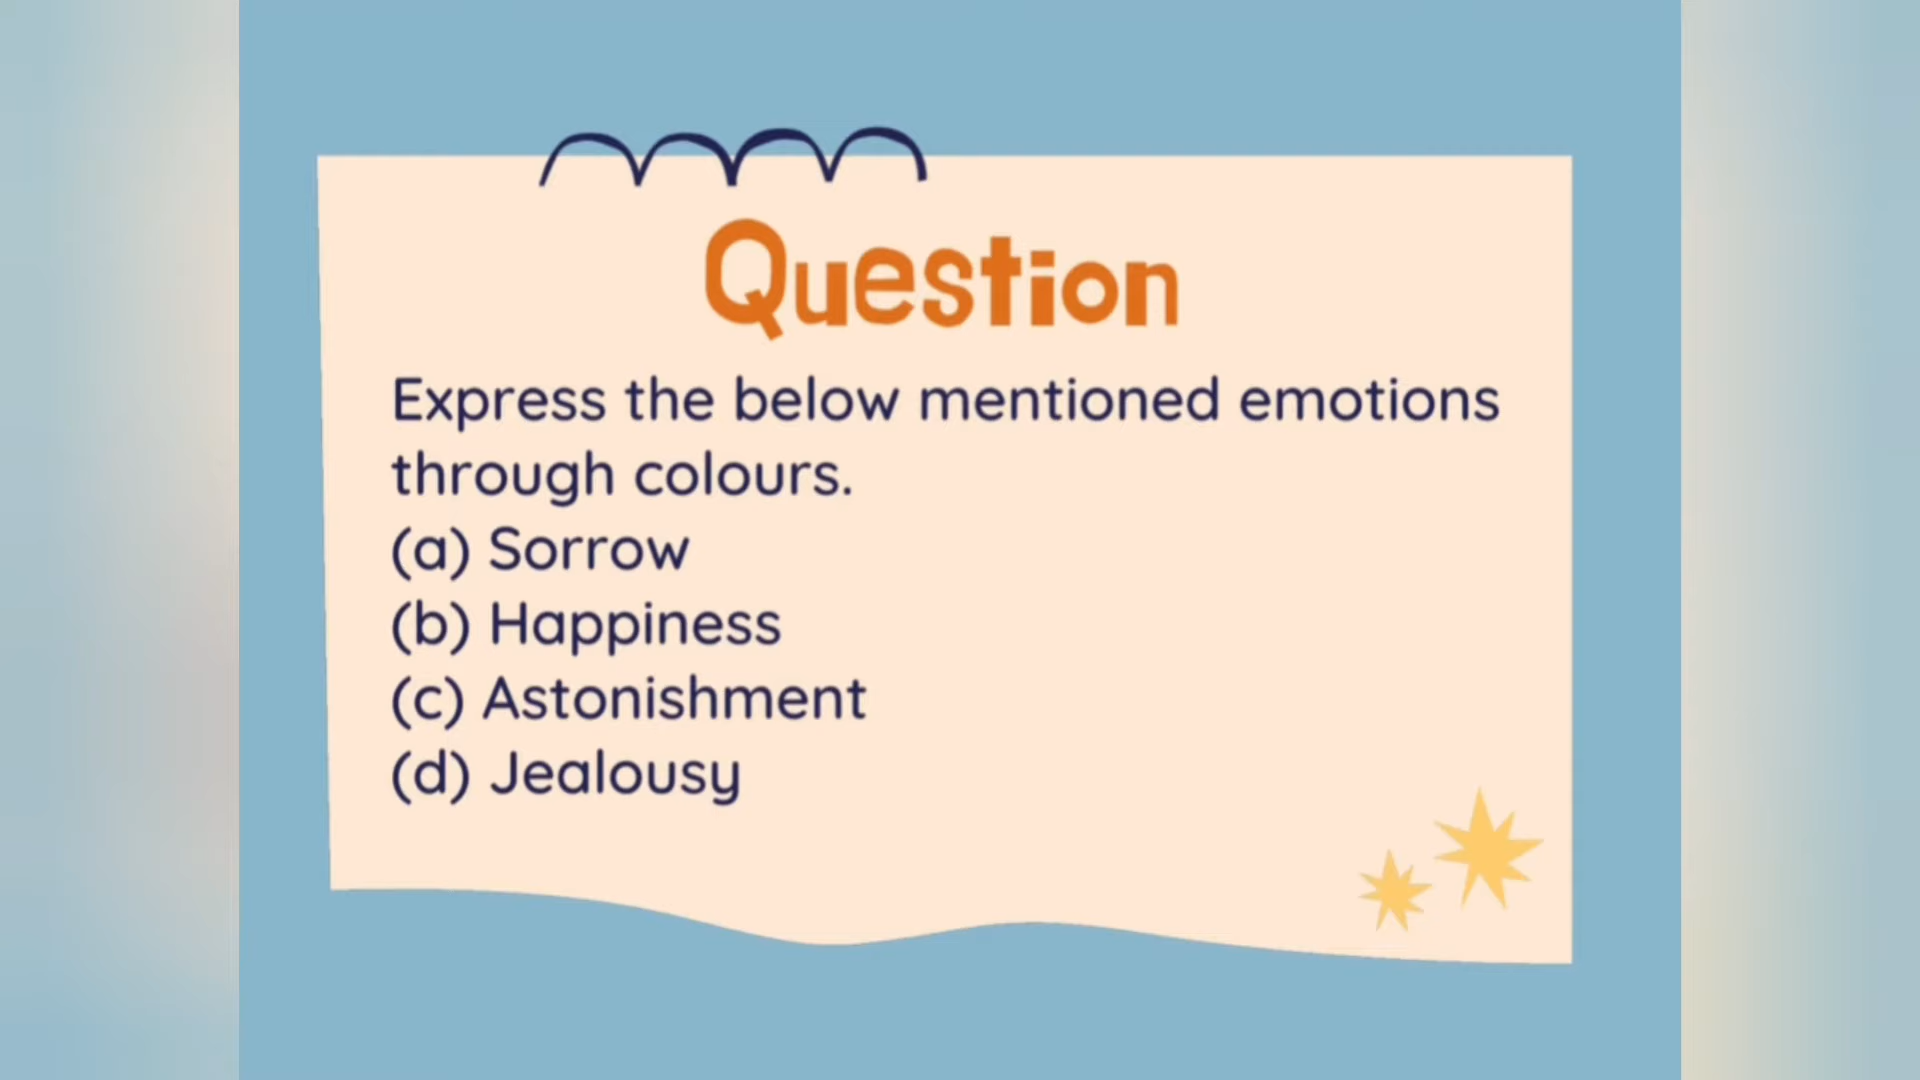 Question
Express the below mentioned emotions
through colours.
(a) Sorrow
(b) Happiness
(c) Astonishment
(d) Jealousy